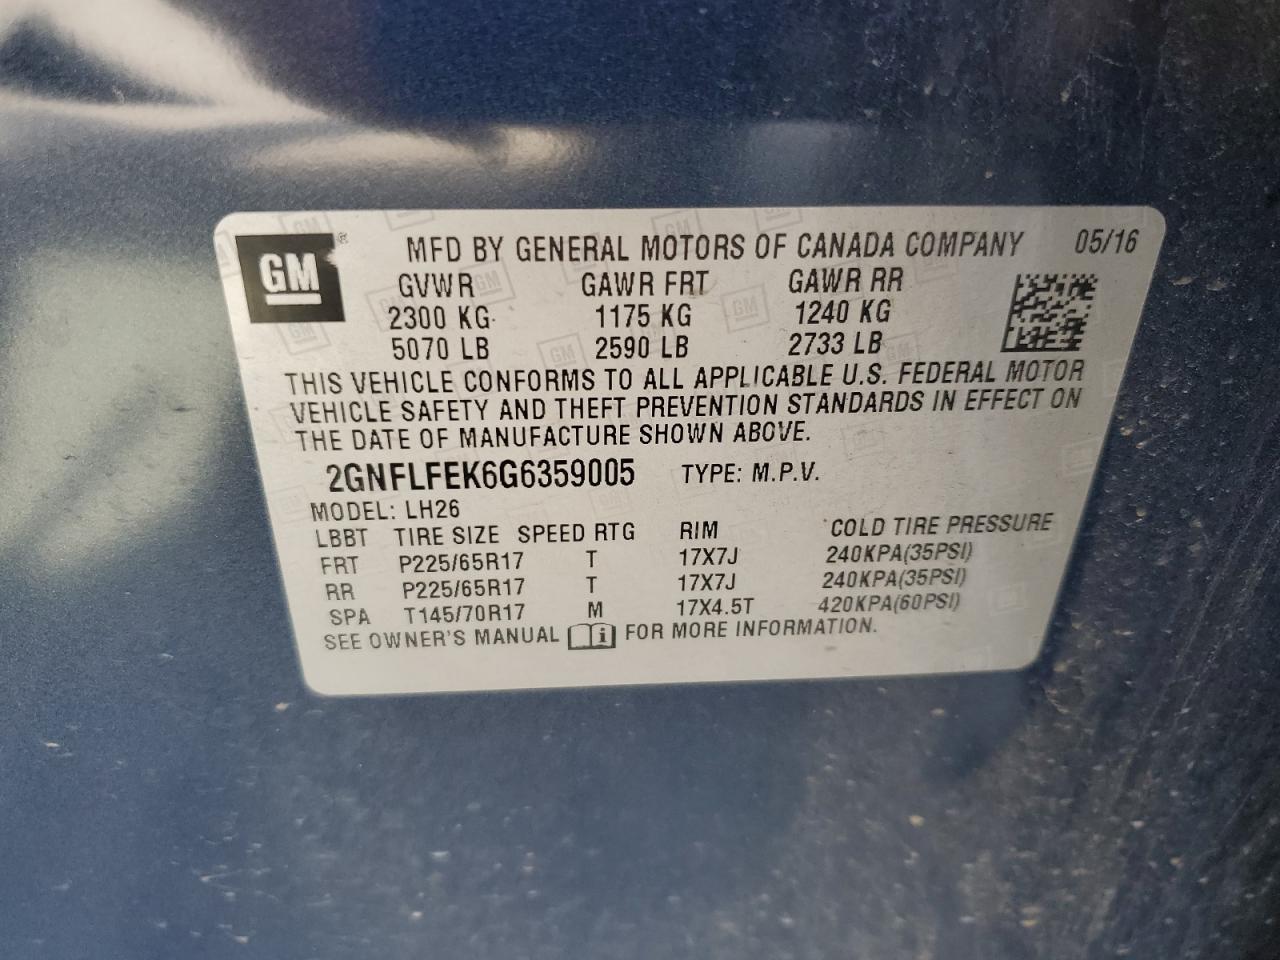 GM ® MFD BY GENERAL MOTORS OF CANADA COMPANY 05/16
GVWR GAWR FRT GAWR RR
2300 KG 1175 KG 1240 KG
5070 LB 2590 LB 2733 LB
THIS VEHICLE CONFORMS TO ALL APPLICABLE U.S. FEDERAL MOTOR
VEHICLE SAFETY AND THEFT PREVENTION STANDARDS IN EFFECT ON
THE DATE OF MANUFACTURE SHOWN ABOVE.
2GNFLFEK6G6359005 TYPE: M.P.V.
MODEL: LH26
LBBT TIRE SIZE SPEED RTG RIM COLD TIRE PRESSURE
FRT P225/65R17 T 17X7J 240KPA(35PSI)
RR P225/65R17 T 17X7J 240KPA(35PSI)
SPA T145/70R17 M 17X4.5T 420KPA(60PSI)
SEE OWNER'S MANUAL i FOR MORE INFORMATION.